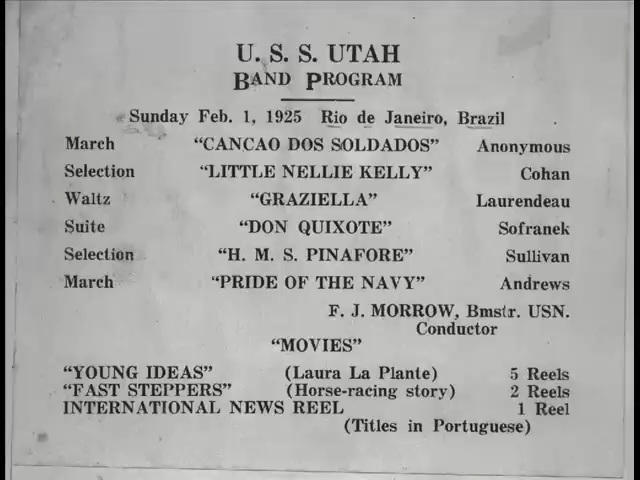 U. S. S. UTAH
BAND PROGRAM
Sunday Feb. 1, 1925 Rio de Janeiro, Brazil
March "CANCAO DOS SOLDADOS" Anonymous
Selection "LITTLE NELLIE KELLY" Cohan
Waltz "GRAZIELLA" Laurendeau
Suite "DON QUIXOTE" Sofranek
Selection "H. M. S. PINAFORE" Sullivan
March "PRIDE OF THE NAVY" Andrews
F. J. MORROW, Bmstr. USN.
Conductor
"MOVIES"
"YOUNG IDEAS" (Laura La Plante) 5 Reels
"FAST STEPPERS" (Horse-racing story) 2 Reels
INTERNATIONAL NEWS REEL 1 Reel
(Titles in Portuguese)